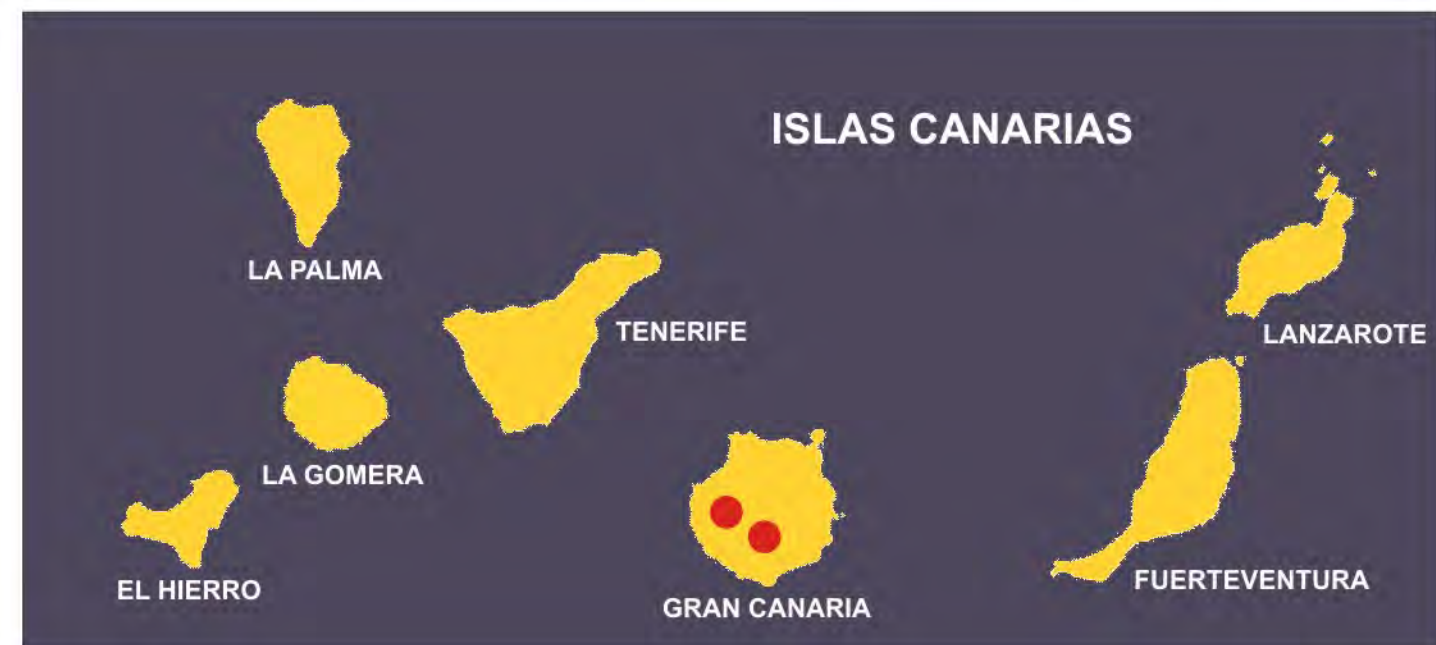 ISLAS CANARIAS
LA PALMA
TENERIFE
LANZAROTE
LA GOMERA
EL HIERRO
GRAN CANARIA
FUERTEVENTURA